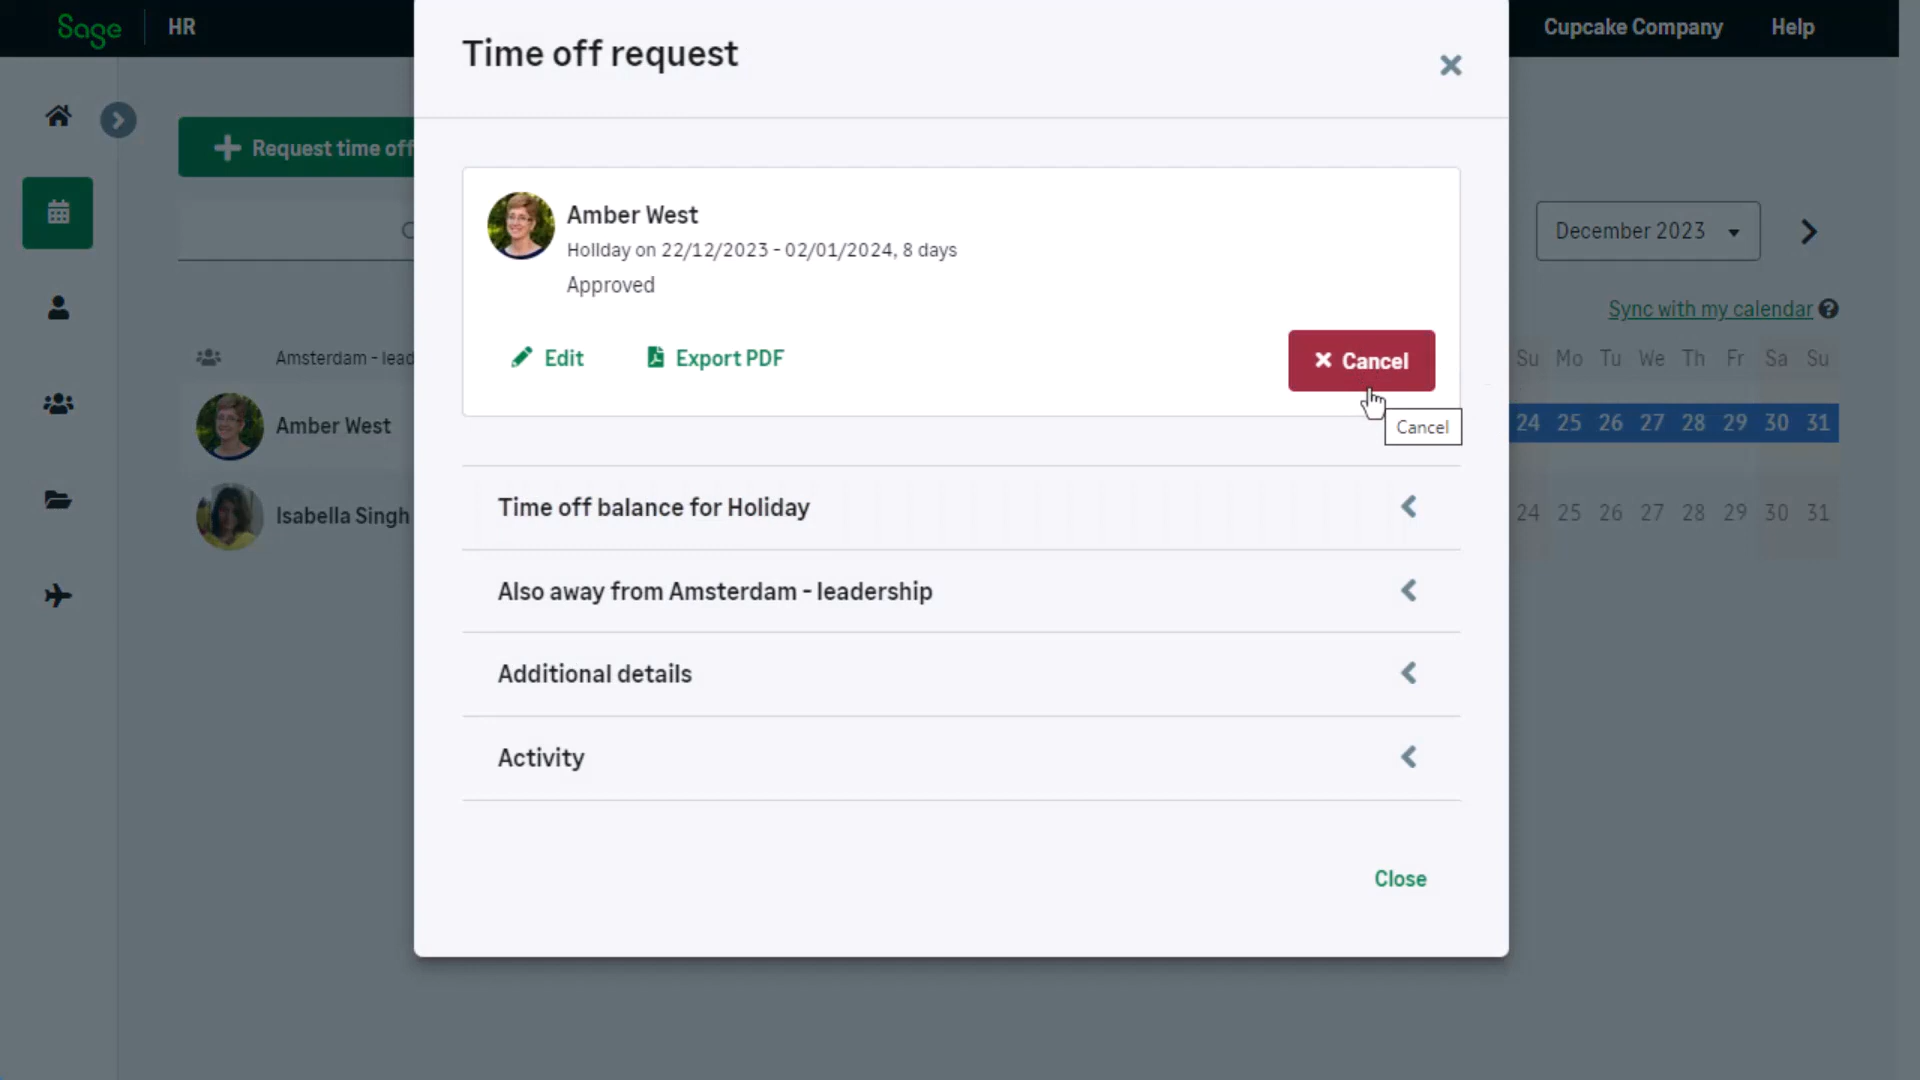 Sage HR Cupcake Company Help
Time off request
Request time off
Amber West
Holiday on 22/12/2023 - 02/01/2024, 8 days
Approved
Edit Export PDF Cancel
Cancel
December 2023
Sync with my calendar
Amsterdam - lead
Su Mo Tu We Th Fr Sa Su
Amber West
24 25 26 27 28 29 30 31
Isabella Singh
24 25 26 27 28 29 30 31
Time off balance for Holiday
Also away from Amsterdam - leadership
Additional details
Activity
Close